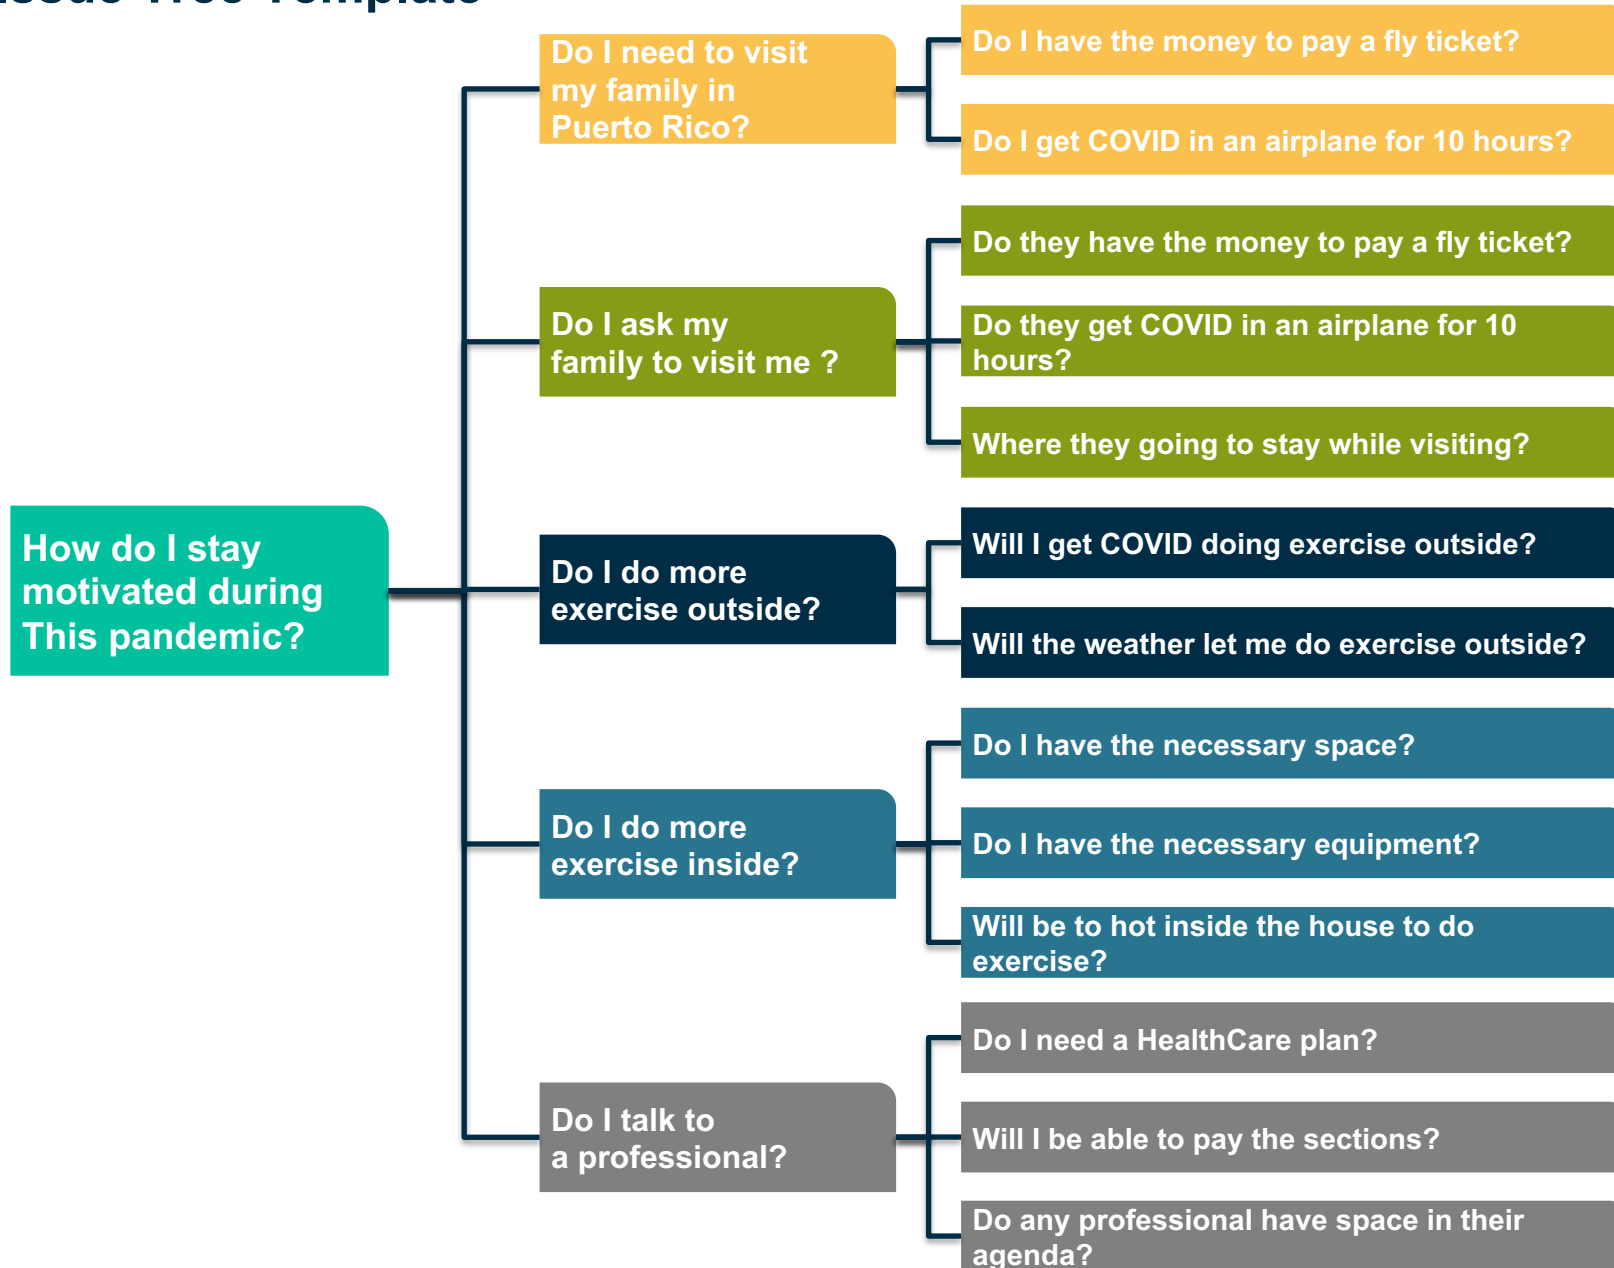 Issue Tree Template
Do I need to visit
my family in
Puerto Rico?
Do I have the money to pay a fly ticket?
Do I get COVID in an airplane for 10 hours?
Do I ask my
family to visit me ?
Do they have the money to pay a fly ticket?
Do they get COVID in an airplane for 10
hours?
Where they going to stay while visiting?
How do I stay
motivated during
This pandemic?
Do I do more
exercise outside?
Will I get COVID doing exercise outside?
Will the weather let me do exercise outside?
Do I do more
exercise inside?
Do I have the necessary space?
Do I have the necessary equipment?
Will be to hot inside the house to do
exercise?
Do I talk to
a professional?
Do I need a HealthCare plan?
Will I be able to pay the sections?
Do any professional have space in their
agenda?